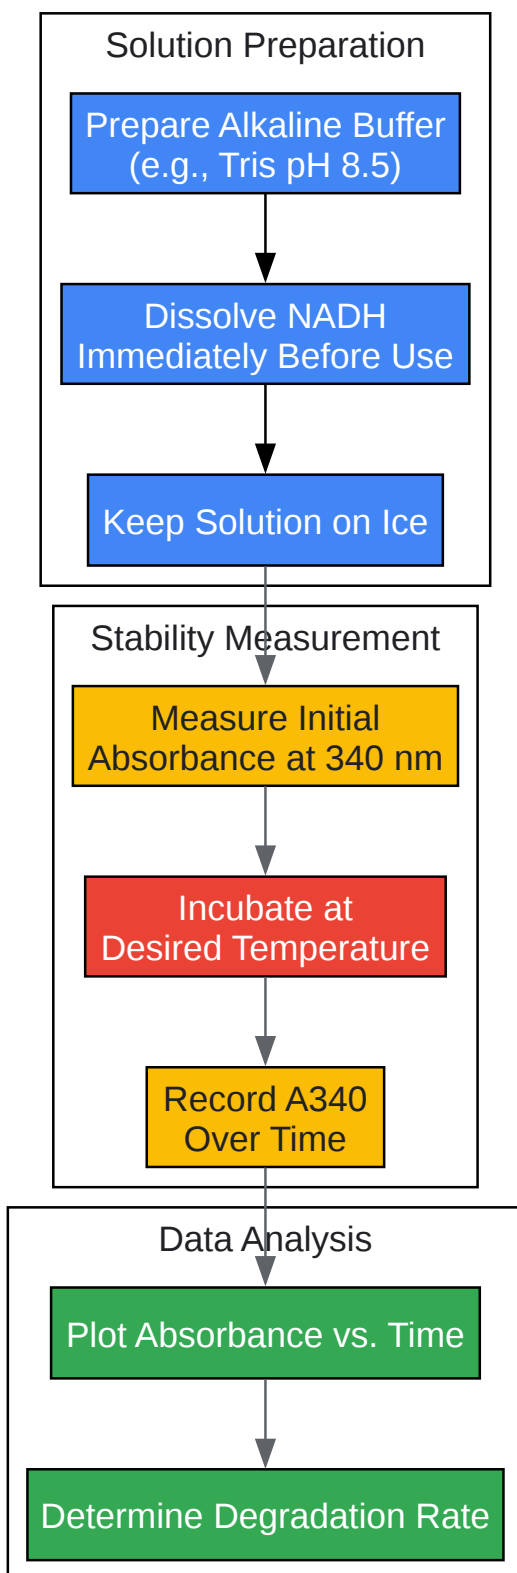 Solution Preparation
Prepare Alkaline Buffer
(e.g., Tris pH 8.5)
Dissolve NADH
Immediately Before Use
Keep Solution on Ice
Stability Measurement
Measure Initial
Absorbance at 340 nm
Incubate at
Desired Temperature
Record A340
Over Time
Data Analysis
Plot Absorbance vs. Time
Determine Degradation Rate